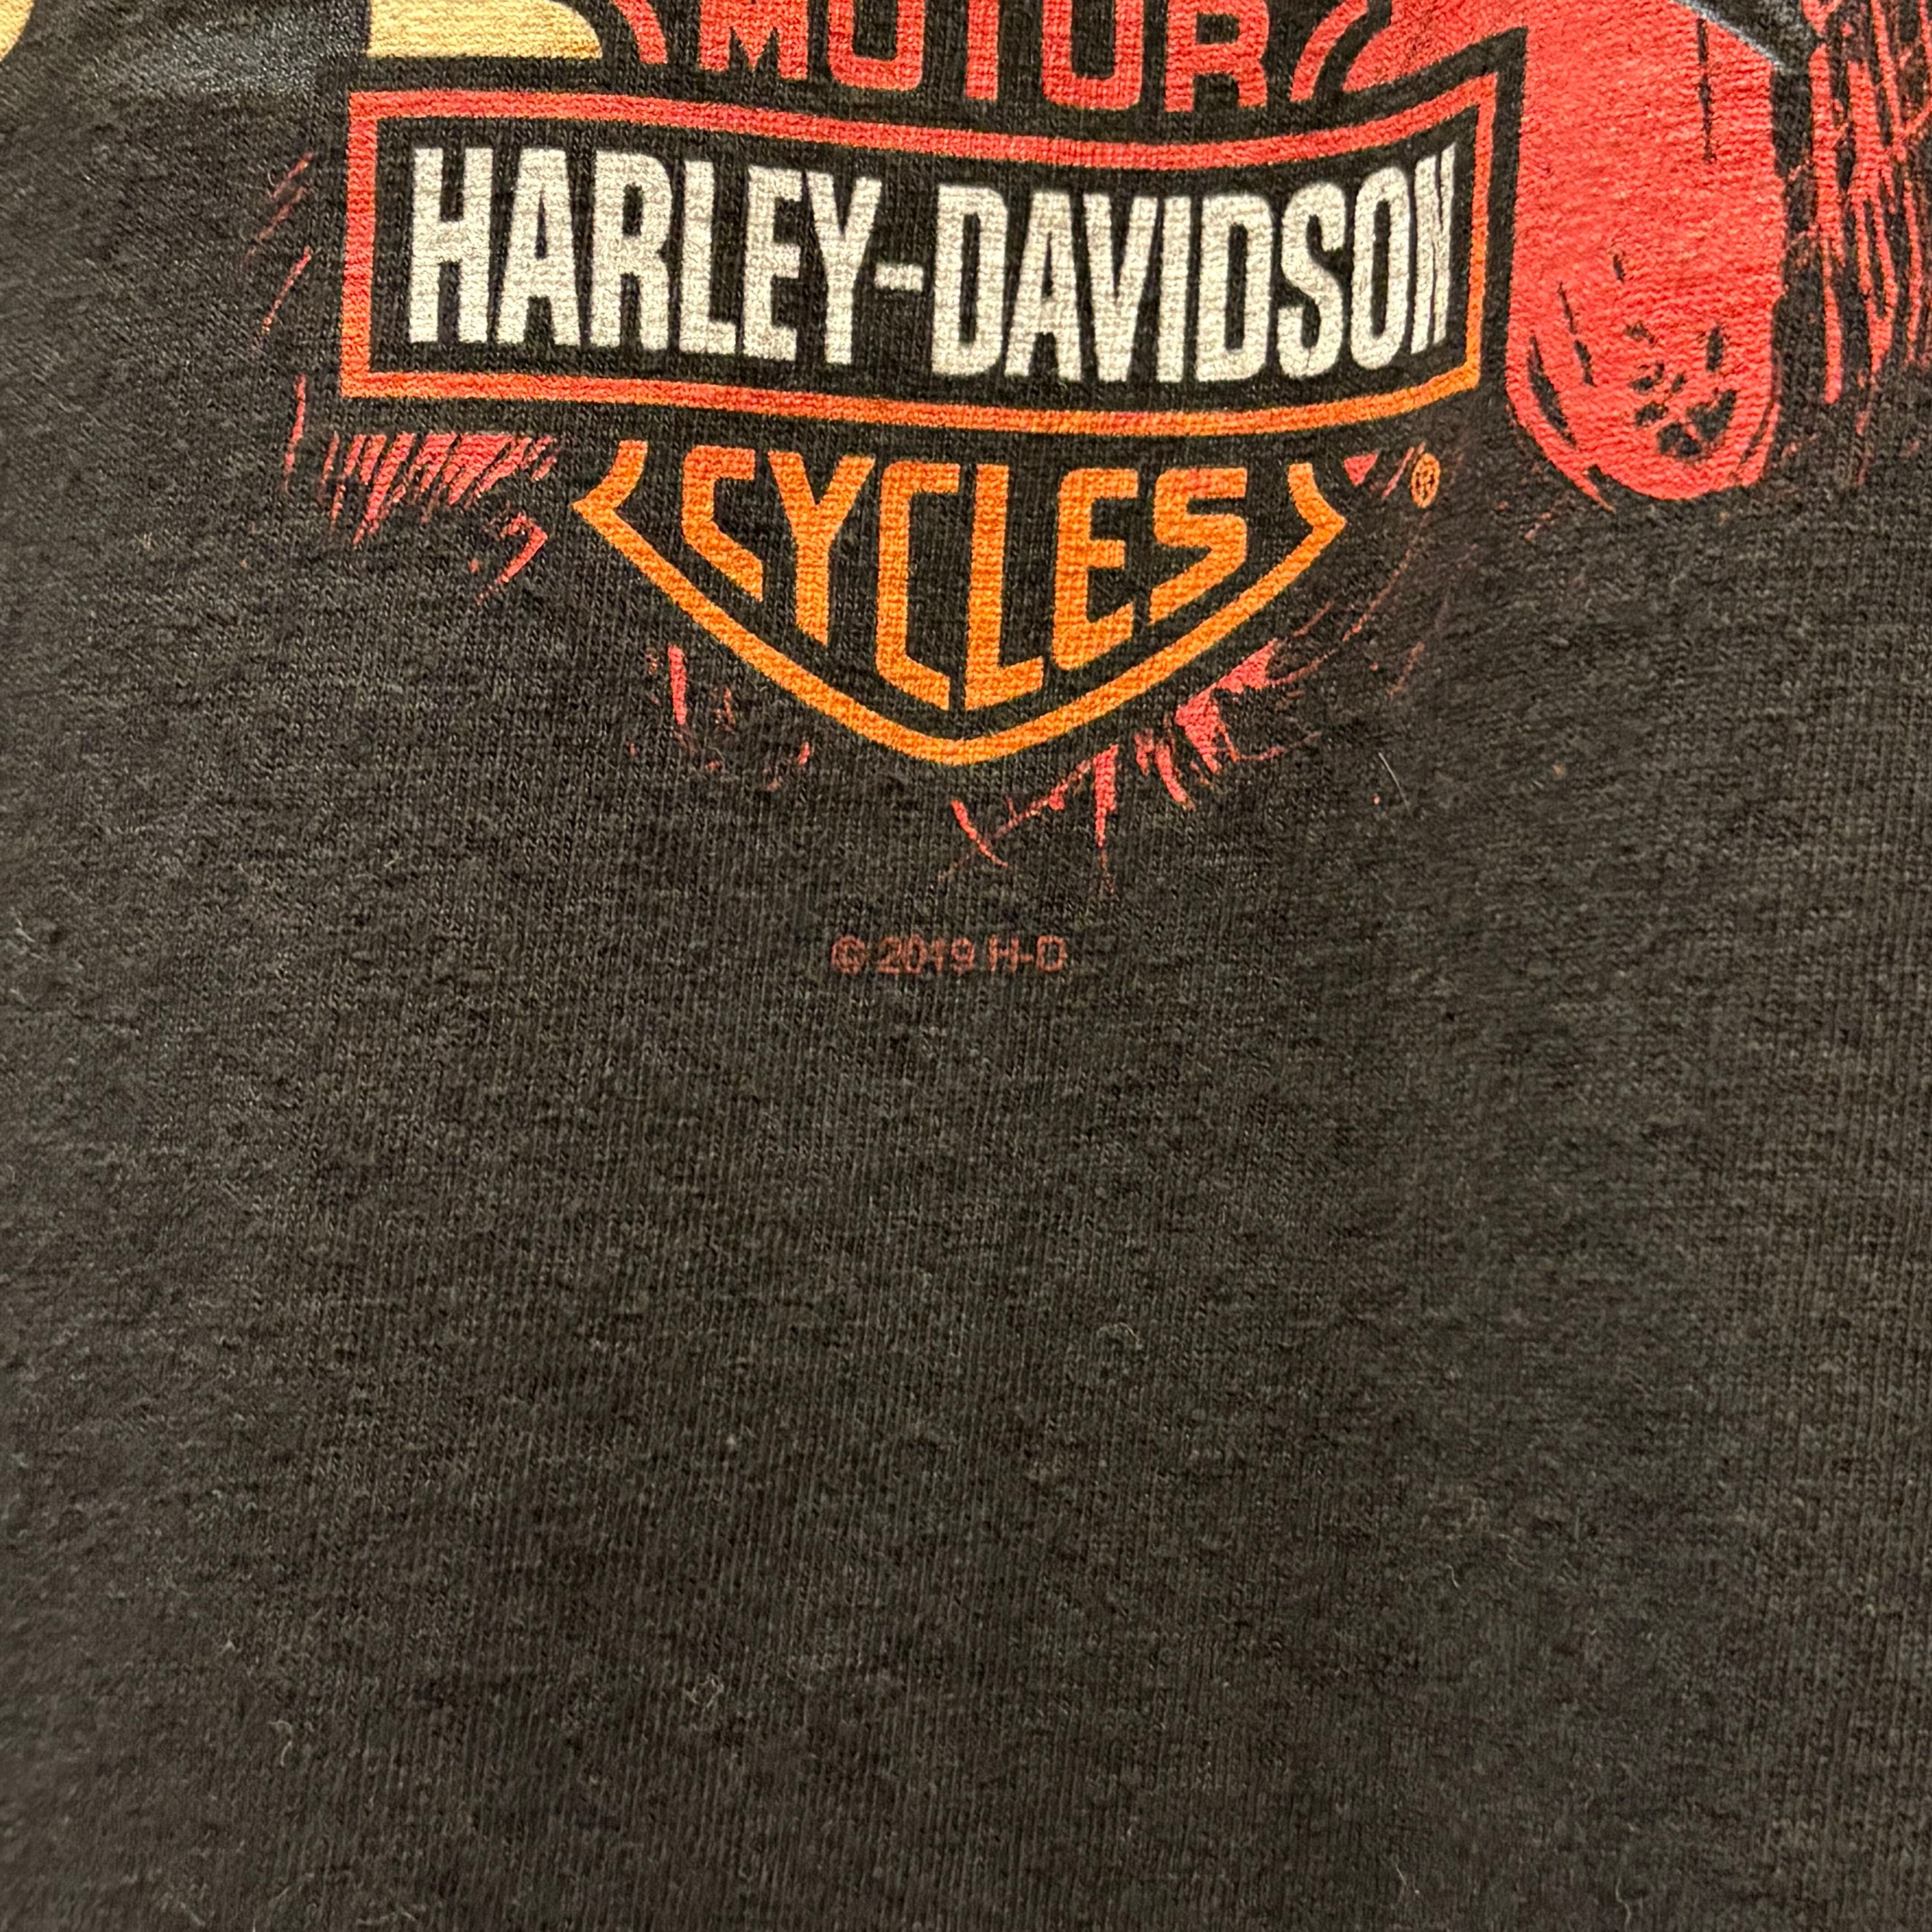 MOTOR
HARLEY-DAVIDSON
CYCLES ®
© 2019 H-D